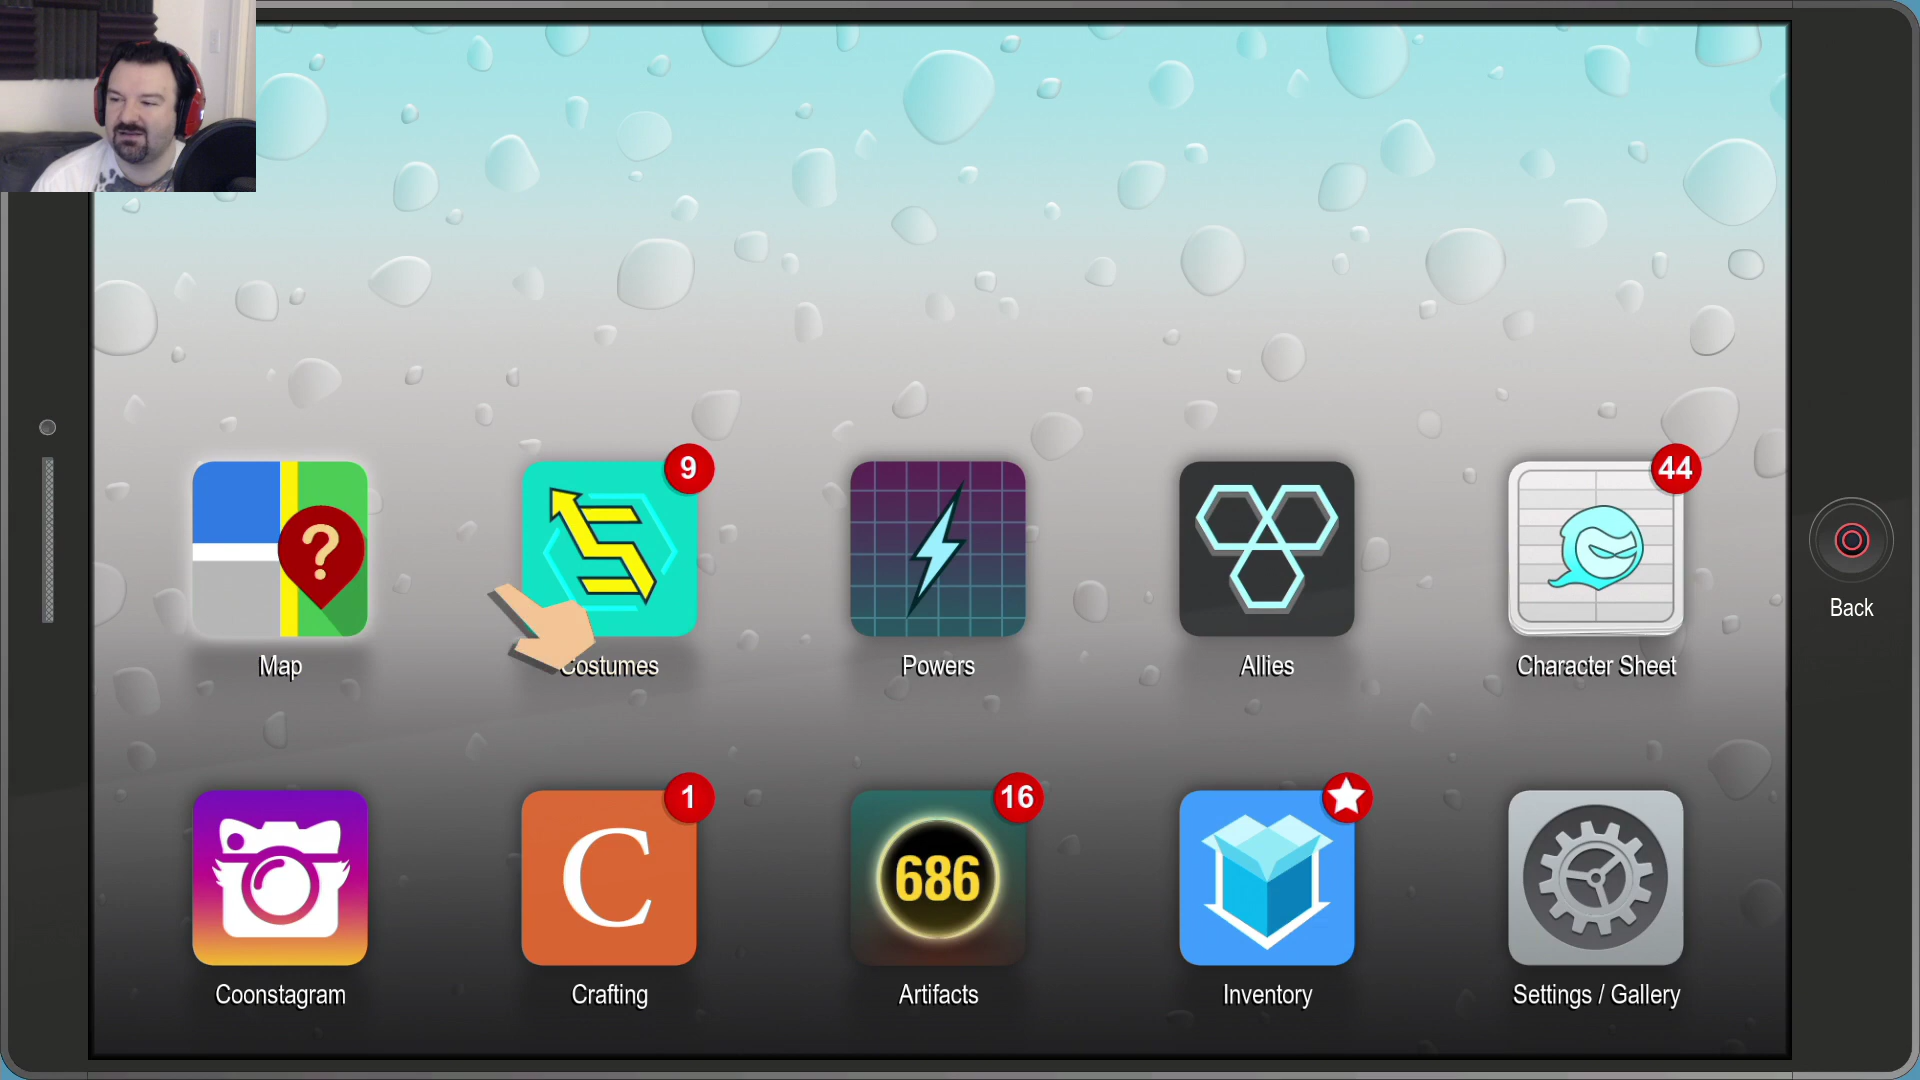 9
44
?
Map
Costumes
Powers
Allies
Character Sheet
Back
1
16
C
686
Coonstagram
Crafting
Artifacts
Inventory
Settings / Gallery